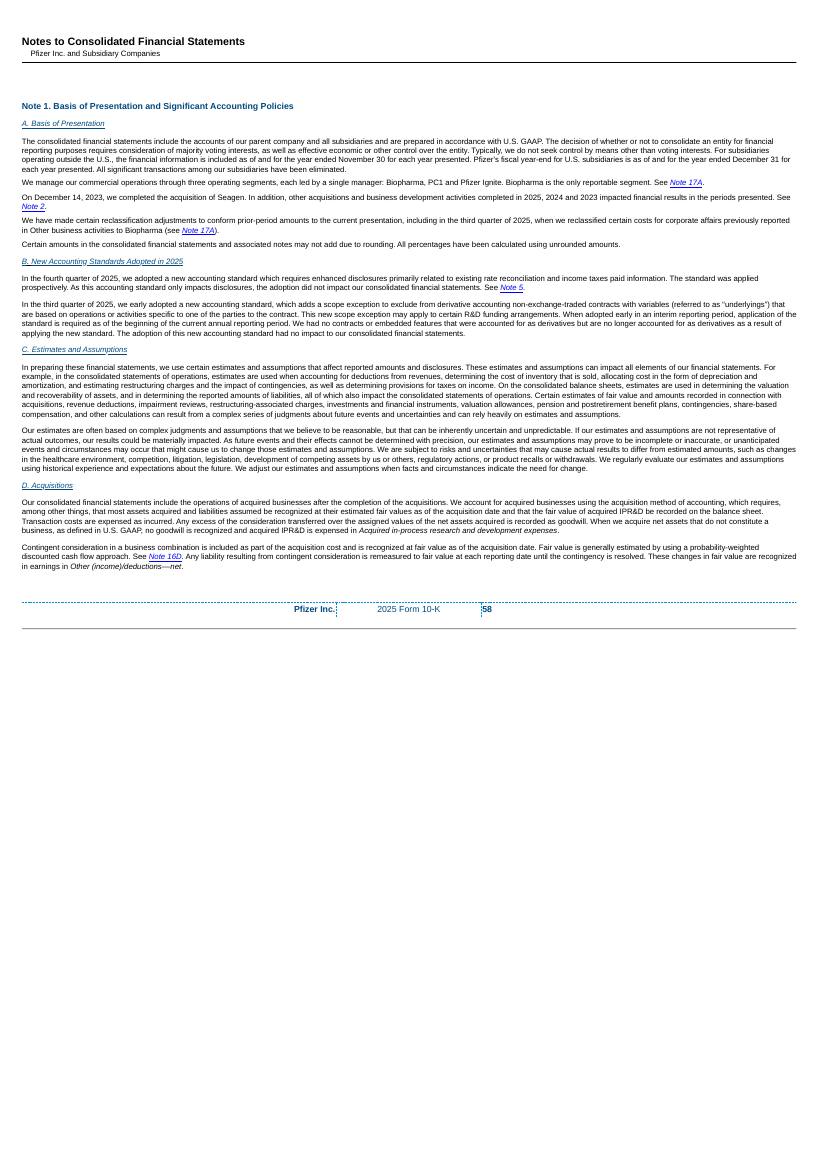 Notes to Consolidated Financial Statements
Pfizer Inc. and Subsidiary Companies
Note 1. Basis of Presentation and Significant Accounting Policies
A. Basis of Presentation
The consolidated financial statements include the accounts of our parent company and all subsidiaries and are prepared in accordance with U.S. GAAP. The decision of whether or not to consolidate an entity for financial
reporting purposes requires consideration of majority voting interests, as well as effective economic or other control over the entity. Typically, we do not seek control by means other than voting interests. For subsidiaries
operating outside the U.S., the financial information is included as of and for the year ended November 30 for each year presented. Pfizer's fiscal year-end for U.S. subsidiaries is as of and for the year ended December 31 for
each year presented. All significant transactions among our subsidiaries have been eliminated.
We manage our commercial operations through three operating segments, each led by a single manager: Biopharma, PC1 and Pfizer Ignite. Biopharma is the only reportable segment. See Note 17A.
On December 14, 2023, we completed the acquisition of Seagen. In addition, other acquisitions and business development activities completed in 2025, 2024 and 2023 impacted financial results in the periods presented. See
Note 2.
We have made certain reclassification adjustments to conform prior-period amounts to the current presentation, including in the third quarter of 2025, when we reclassified certain costs for corporate affairs previously reported
in Other business activities to Biopharma (see Note 17A).
Certain amounts in the consolidated financial statements and associated notes may not add due to rounding. All percentages have been calculated using unrounded amounts.
B. New Accounting Standards Adopted in 2025
In the fourth quarter of 2025, we adopted a new accounting standard which requires enhanced disclosures primarily related to existing rate reconciliation and income taxes paid information. The standard was applied
prospectively. As this accounting standard only impacts disclosures, the adoption did not impact our consolidated financial statements. See Note 5.
In the third quarter of 2025, we early adopted a new accounting standard, which adds a scope exception to exclude from derivative accounting non-exchange-traded contracts with variables (referred to as "underlyings") that
are based on operations or activities specific to one of the parties to the contract. This new scope exception may apply to certain R&D funding arrangements. When adopted early in an interim reporting period, application of the
standard is required as of the beginning of the current annual reporting period. We had no contracts or embedded features that were accounted for as derivatives but are no longer accounted for as derivatives as a result of
applying the new standard. The adoption of this new accounting standard had no impact to our consolidated financial statements.
C. Estimates and Assumptions
In preparing these financial statements, we use certain estimates and assumptions that affect reported amounts and disclosures. These estimates and assumptions can impact all elements of our financial statements. For
example, in the consolidated statements of operations, estimates are used when accounting for deductions from revenues, determining the cost of inventory that is sold, allocating cost in the form of depreciation and
amortization, and estimating restructuring charges and the impact of contingencies, as well as determining provisions for taxes on income. On the consolidated balance sheets, estimates are used in determining the valuation
and recoverability of assets, and in determining the reported amounts of liabilities, all of which also impact the consolidated statements of operations. Certain estimates of fair value and amounts recorded in connection with
acquisitions, revenue deductions, impairment reviews, restructuring-associated charges, investments and financial instruments, valuation allowances, pension and postretirement benefit plans, contingencies, share-based
compensation, and other calculations can result from a complex series of judgments about future events and uncertainties and can rely heavily on estimates and assumptions.
Our estimates are often based on complex judgments and assumptions that we believe to be reasonable, but that can be inherently uncertain and unpredictable. If our estimates and assumptions are not representative of
actual outcomes, our results could be materially impacted. As future events and their effects cannot be determined with precision, our estimates and assumptions may prove to be incomplete or inaccurate, or unanticipated
events and circumstances may occur that might cause us to change those estimates and assumptions. We are subject to risks and uncertainties that may cause actual results to differ from estimated amounts, such as changes
in the healthcare environment, competition, litigation, legislation, development of competing assets by us or others, regulatory actions, or product recalls or withdrawals. We regularly evaluate our estimates and assumptions
using historical experience and expectations about the future. We adjust our estimates and assumptions when facts and circumstances indicate the need for change.
D. Acquisitions
Our consolidated financial statements include the operations of acquired businesses after the completion of the acquisitions. We account for acquired businesses using the acquisition method of accounting, which requires,
among other things, that most assets acquired and liabilities assumed be recognized at their estimated fair values as of the acquisition date and that the fair value of acquired IPR&D be recorded on the balance sheet.
Transaction costs are expensed as incurred. Any excess of the consideration transferred over the assigned values of the net assets acquired is recorded as goodwill. When we acquire net assets that do not constitute a
business, as defined in U.S. GAAP, no goodwill is recognized and acquired IPR&D is expensed in Acquired in-process research and development expenses.
Contingent consideration in a business combination is included as part of the acquisition cost and is recognized at fair value as of the acquisition date. Fair value is generally estimated by using a probability-weighted
discounted cash flow approach. See Note 16D. Any liability resulting from contingent consideration is remeasured to fair value at each reporting date until the contingency is resolved. These changes in fair value are recognized
in earnings in Other (income)/deductions––net.
Pfizer Inc. 2025 Form 10-K 58